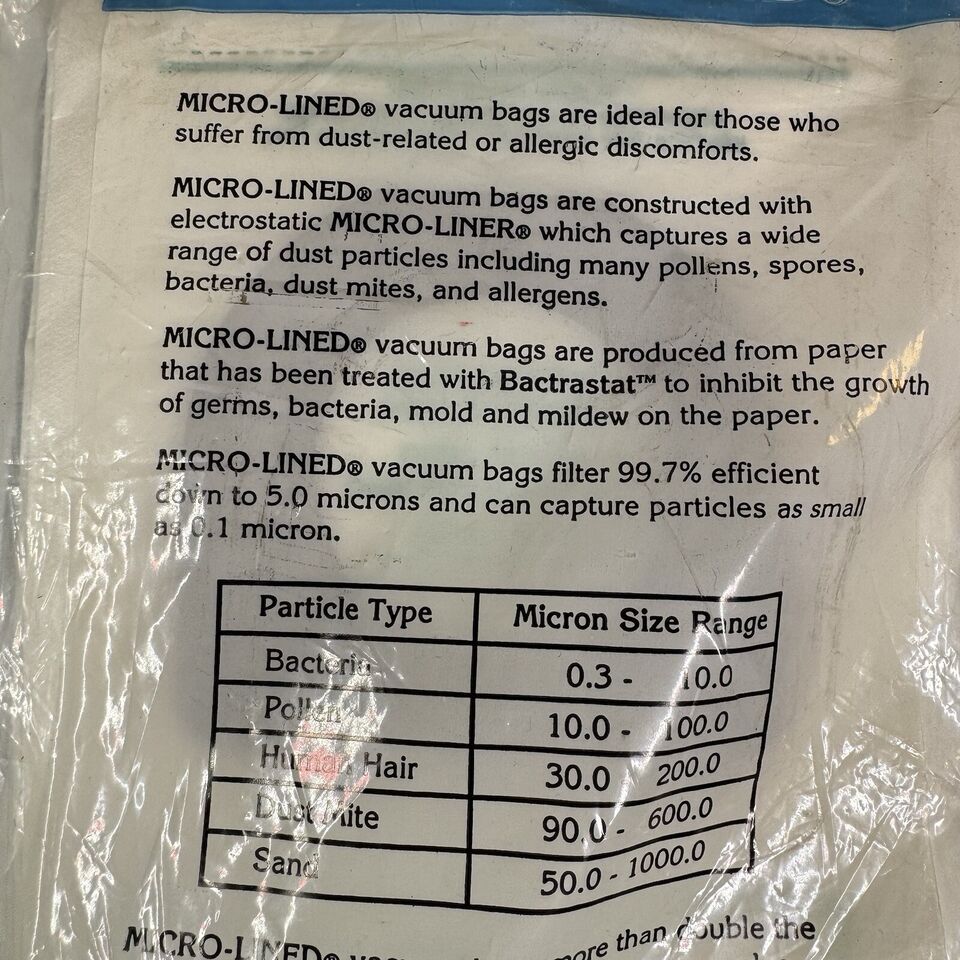 MICRO-LINED® vacuum bags are ideal for those who
suffer from dust-related or allergic discomforts.
MICRO-LINED® vacuum bags are constructed with
electrostatic MICRO-LINER® which captures a wide
range of dust particles including many pollens, spores,
bacteria, dust mites, and allergens.
MICRO-LINED® vacuum bags are produced from paper
that has been treated with Bactrastat™ to inhibit the growth
of germs, bacteria, mold and mildew on the paper.
MICRO-LINED® vacuum bags filter 99.7% efficient
down to 5.0 microns and can capture particles as small
as 0.1 micron.
Particle Type Micron Size Range
Bacteria 0.3 - 10.0
Pollen 10.0 - 100.0
Human Hair 30.0 200.0
Dust Mite 90.0 - 600.0
Sand 50.0 - 1000.0
MICRO-LINED® more than double the